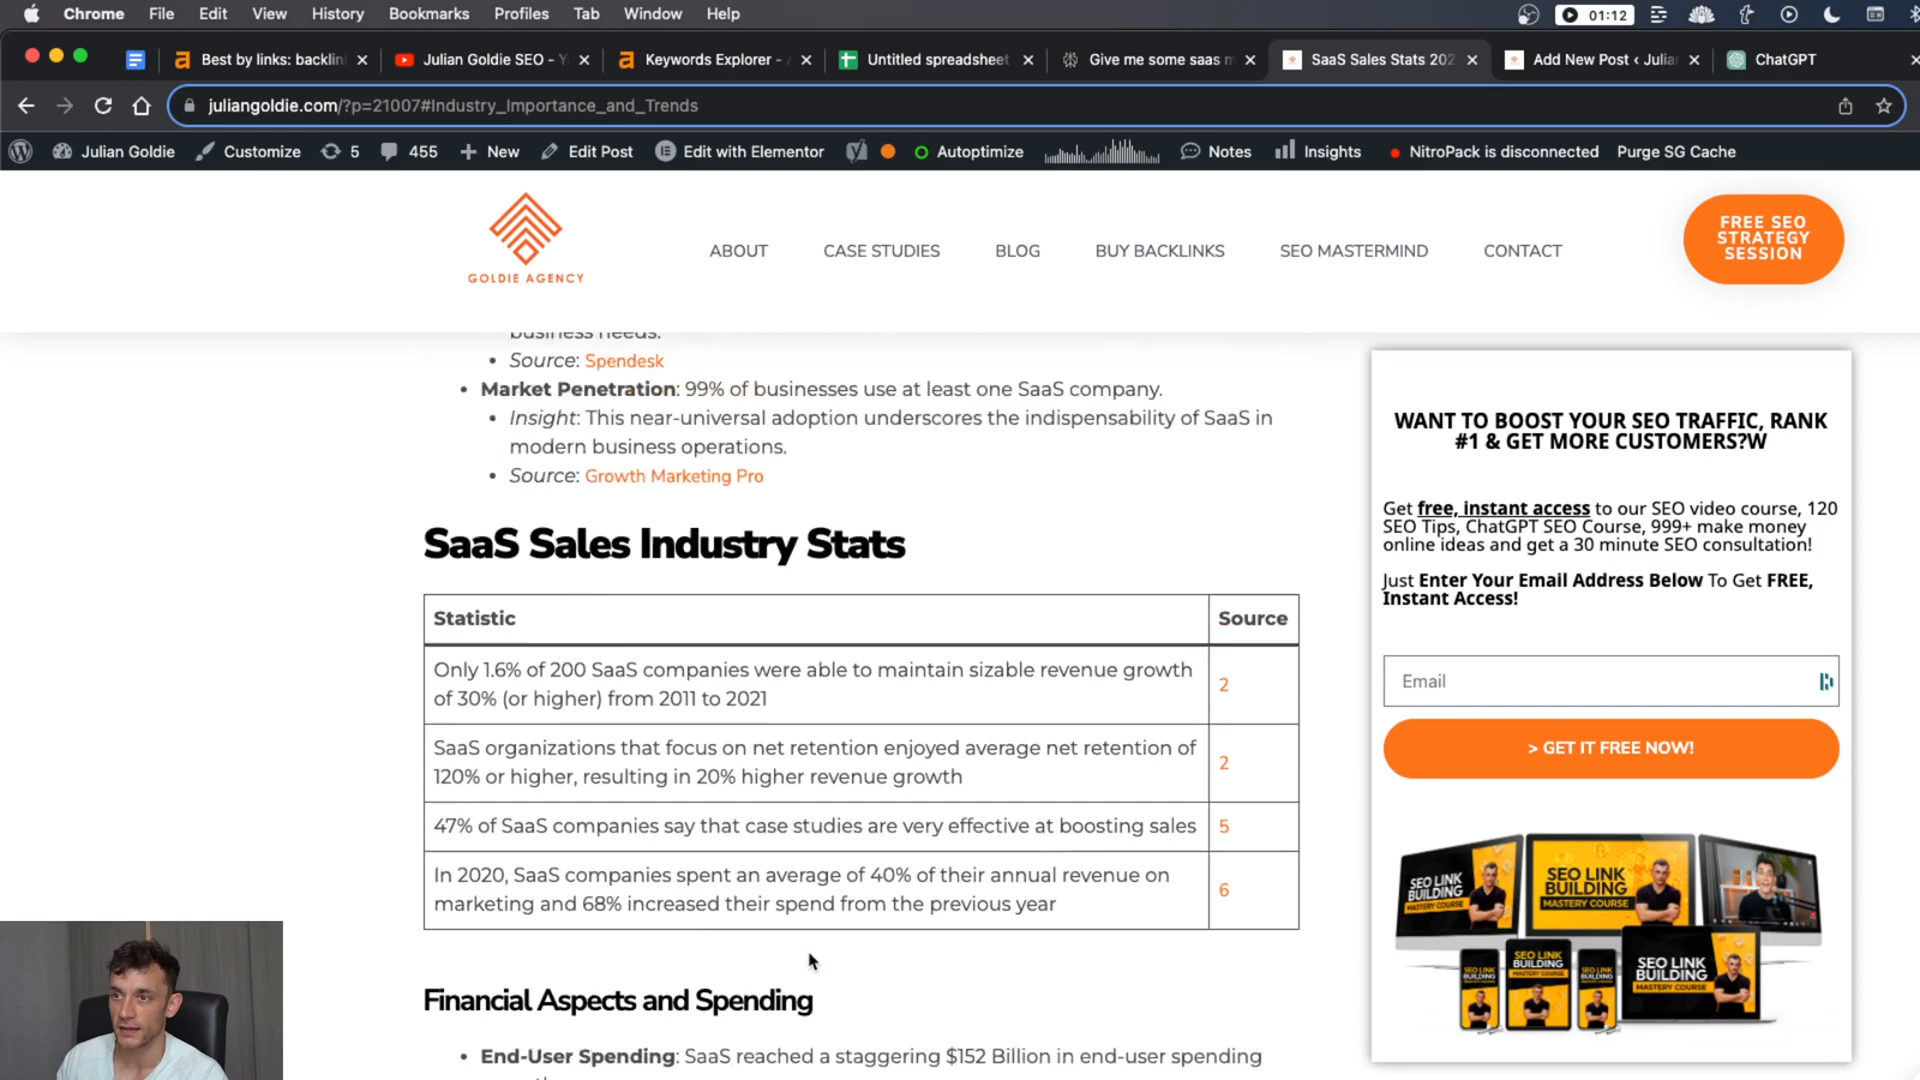 Chrome File Edit View History Bookmarks Profiles Tab Window Help 01:12
Best by links: backlin Julian Goldie SEO - Y Keywords Explorer - Untitled spreadsheet Give me some saas m SaaS Sales Stats 202 Add New Post ‹ Julia ChatGPT
juliangoldie.com/?p=21007#Industry_Importance_and_Trends
Julian Goldie Customize 5 455 New Edit Post Edit with Elementor Autoptimize Notes Insights NitroPack is disconnected Purge SG Cache
GOLDIE AGENCY
ABOUT CASE STUDIES BLOG BUY BACKLINKS SEO MASTERMIND CONTACT
FREE SEO
STRATEGY
SESSION
business needs.
• Source: Spendesk
• Market Penetration: 99% of businesses use at least one SaaS company.
• Insight: This near-universal adoption underscores the indispensability of SaaS in
modern business operations.
• Source: Growth Marketing Pro
SaaS Sales Industry Stats
Statistic Source
Only 1.6% of 200 SaaS companies were able to maintain sizable revenue growth
of 30% (or higher) from 2011 to 2021
2
SaaS organizations that focus on net retention enjoyed average net retention of
120% or higher, resulting in 20% higher revenue growth
2
47% of SaaS companies say that case studies are very effective at boosting sales 5
In 2020, SaaS companies spent an average of 40% of their annual revenue on
marketing and 68% increased their spend from the previous year
6
Financial Aspects and Spending
• End-User Spending: SaaS reached a staggering $152 Billion in end-user spending
WANT TO BOOST YOUR SEO TRAFFIC, RANK
#1 & GET MORE CUSTOMERS?W
Get free, instant access to our SEO video course, 120
SEO Tips, ChatGPT SEO Course, 999+ make money
online ideas and get a 30 minute SEO consultation!
Just Enter Your Email Address Below To Get FREE,
Instant Access!
Email
> GET IT FREE NOW!
SEO LINK
BUILDING
MASTERY COURSE
SEO LINK
BUILDING
MASTERY COURSE
SEO LINK
BUILDING
MASTERY COURSE
SEO LINK
BUILDING
MASTERY COURSE
SEO LINK
BUILDING
MASTERY COURSE
SEO LINK
BUILDING
MASTERY COURSE